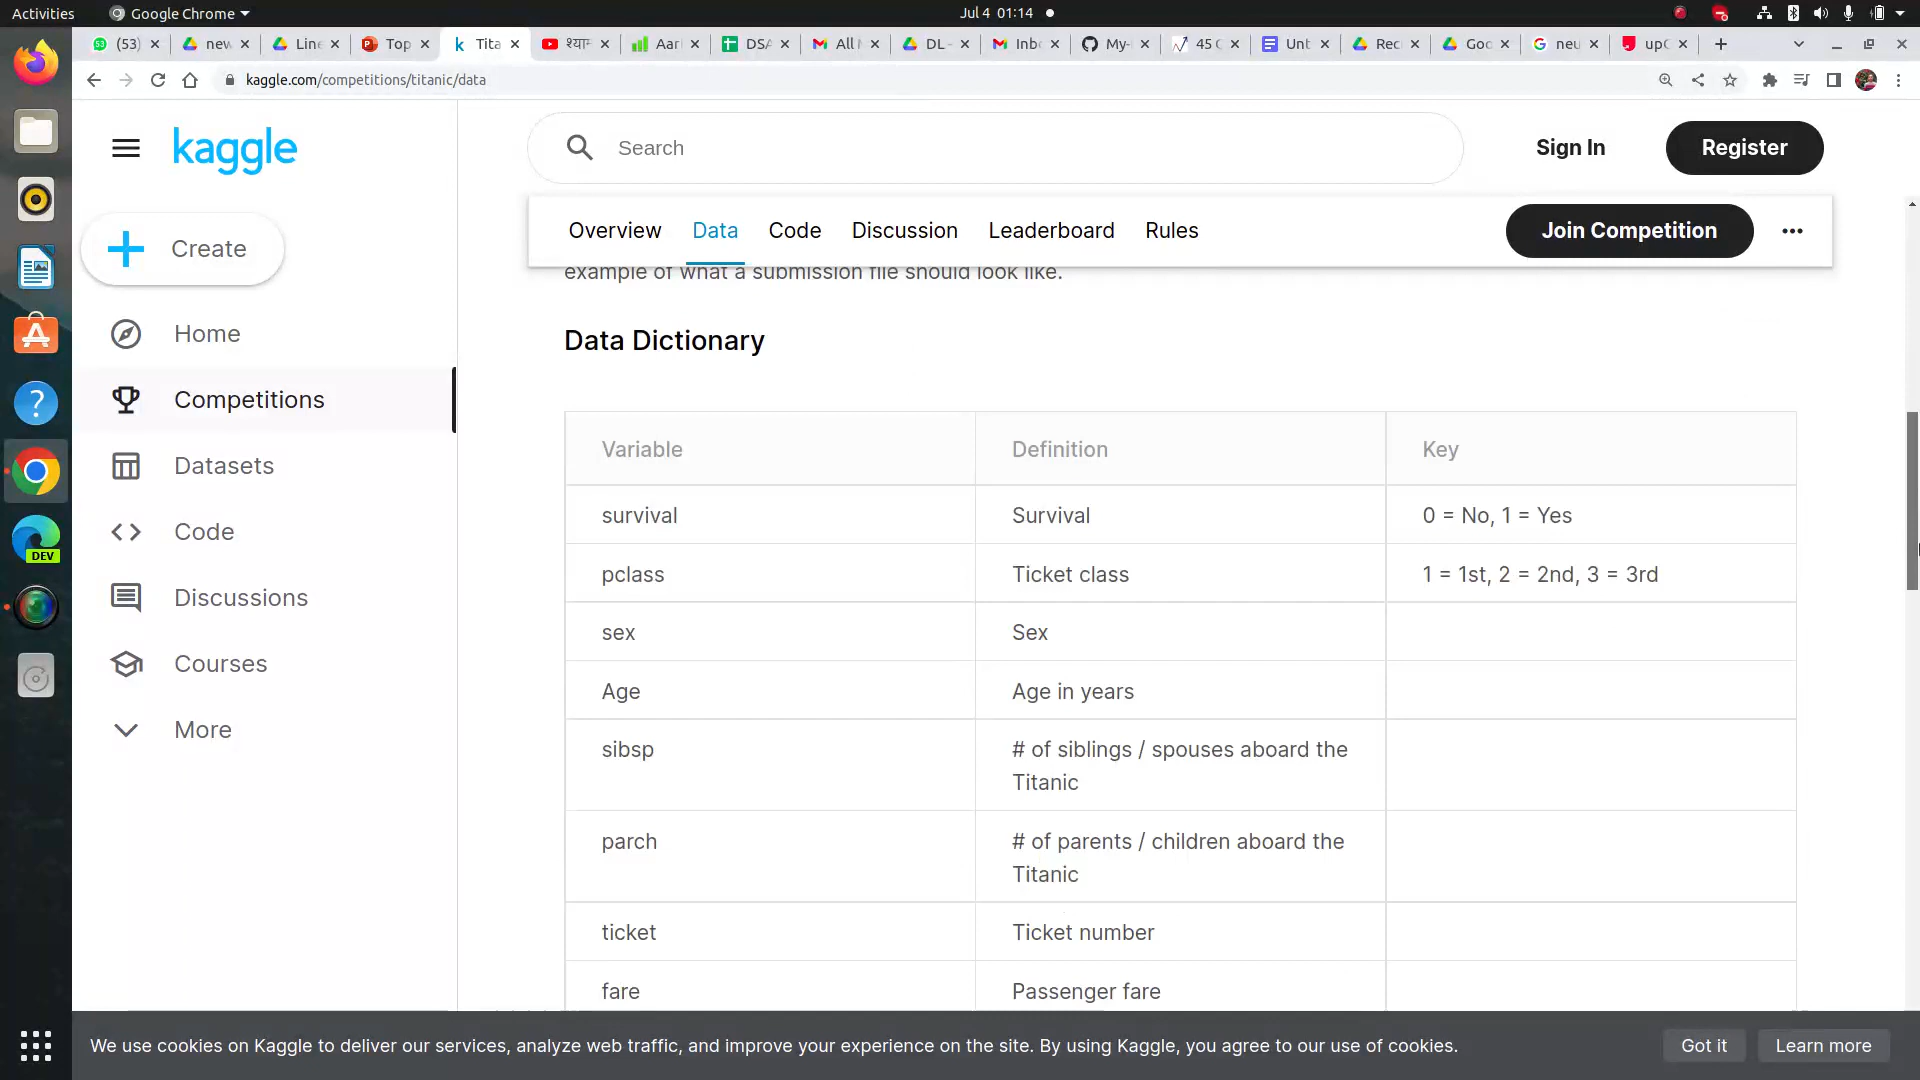 Activities
Google Chrome
Jul 4 01:14
(53)
new
Line
Top
Tita
श्याम
Aar
DSA
All M
DL -
Inb
My-
45 C
Unt
Rec
Goo
neu
upG
kaggle.com/competitions/titanic/data
kaggle
Search
Sign In
Register
Create
Overview
Data
Code
Discussion
Leaderboard
Rules
Join Competition
example of what a submission file should look like.
Home
Competitions
Datasets
Code
Discussions
Courses
More
DEV
Data Dictionary
Variable Definition Key
survival Survival 0 = No, 1 = Yes
pclass Ticket class 1 = 1st, 2 = 2nd, 3 = 3rd
sex Sex
Age Age in years
sibsp # of siblings / spouses aboard the
Titanic
parch # of parents / children aboard the
Titanic
ticket Ticket number
fare Passenger fare
We use cookies on Kaggle to deliver our services, analyze web traffic, and improve your experience on the site. By using Kaggle, you agree to our use of cookies.
Got it
Learn more